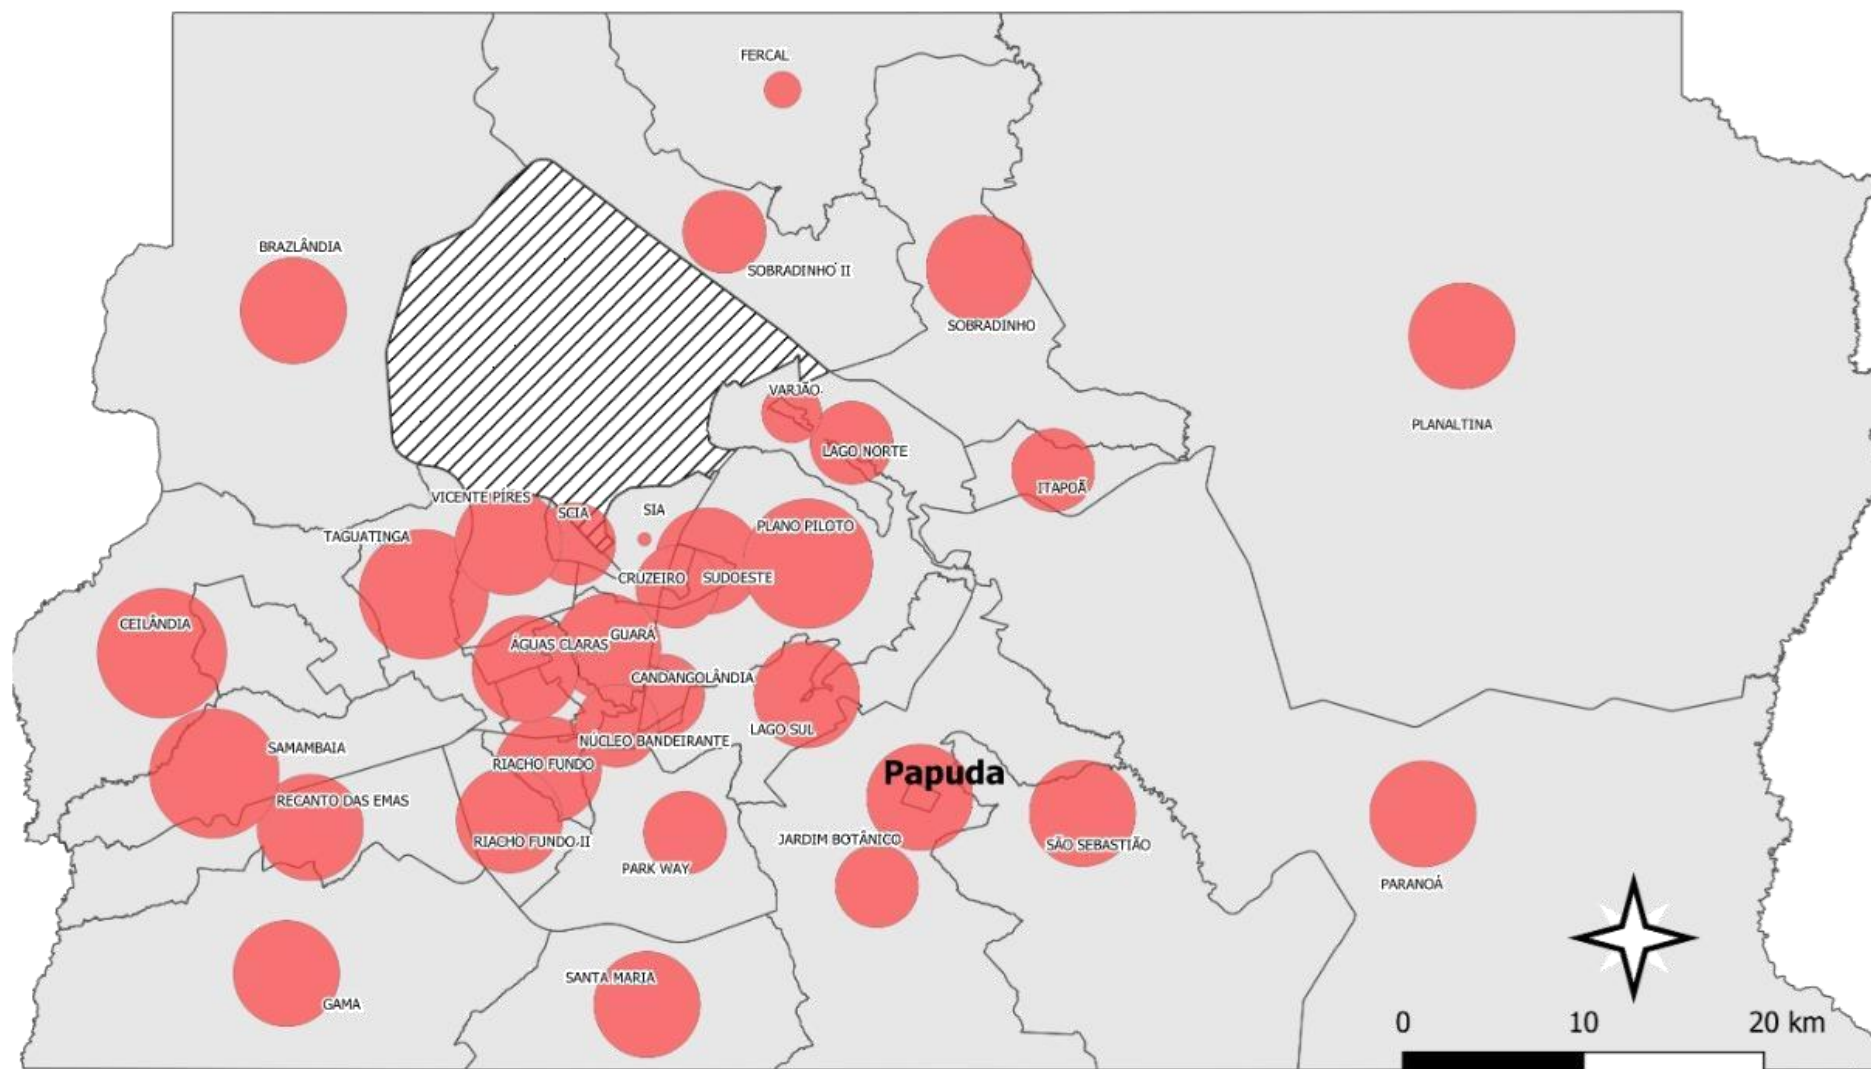 FERCAL
BRAZLÂNDIA
SOBRADINHO II
SOBRADINHO
VARJÃO
PLANALTINA
LAGO NORTE
ITAPOÃ
VICENTE PIRES
SCIA
SIA
PLANO PILOTO
TAGUATINGA
CRUZEIRO
SUDOESTE
CEILÂNDIA
ÁGUAS CLARAS
GUARÁ
CANDANGOLÂNDIA
LAGO SUL
NÚCLEO BANDEIRANTE
SAMAMBAIA
RIACHO FUNDO
Papuda
RECANTO DAS EMAS
RIACHO FUNDO II
JARDIM BOTÂNICO
SÃO SEBASTIÃO
PARK WAY
PARANOÁ
SANTA MARIA
GAMA
0 10 20 km